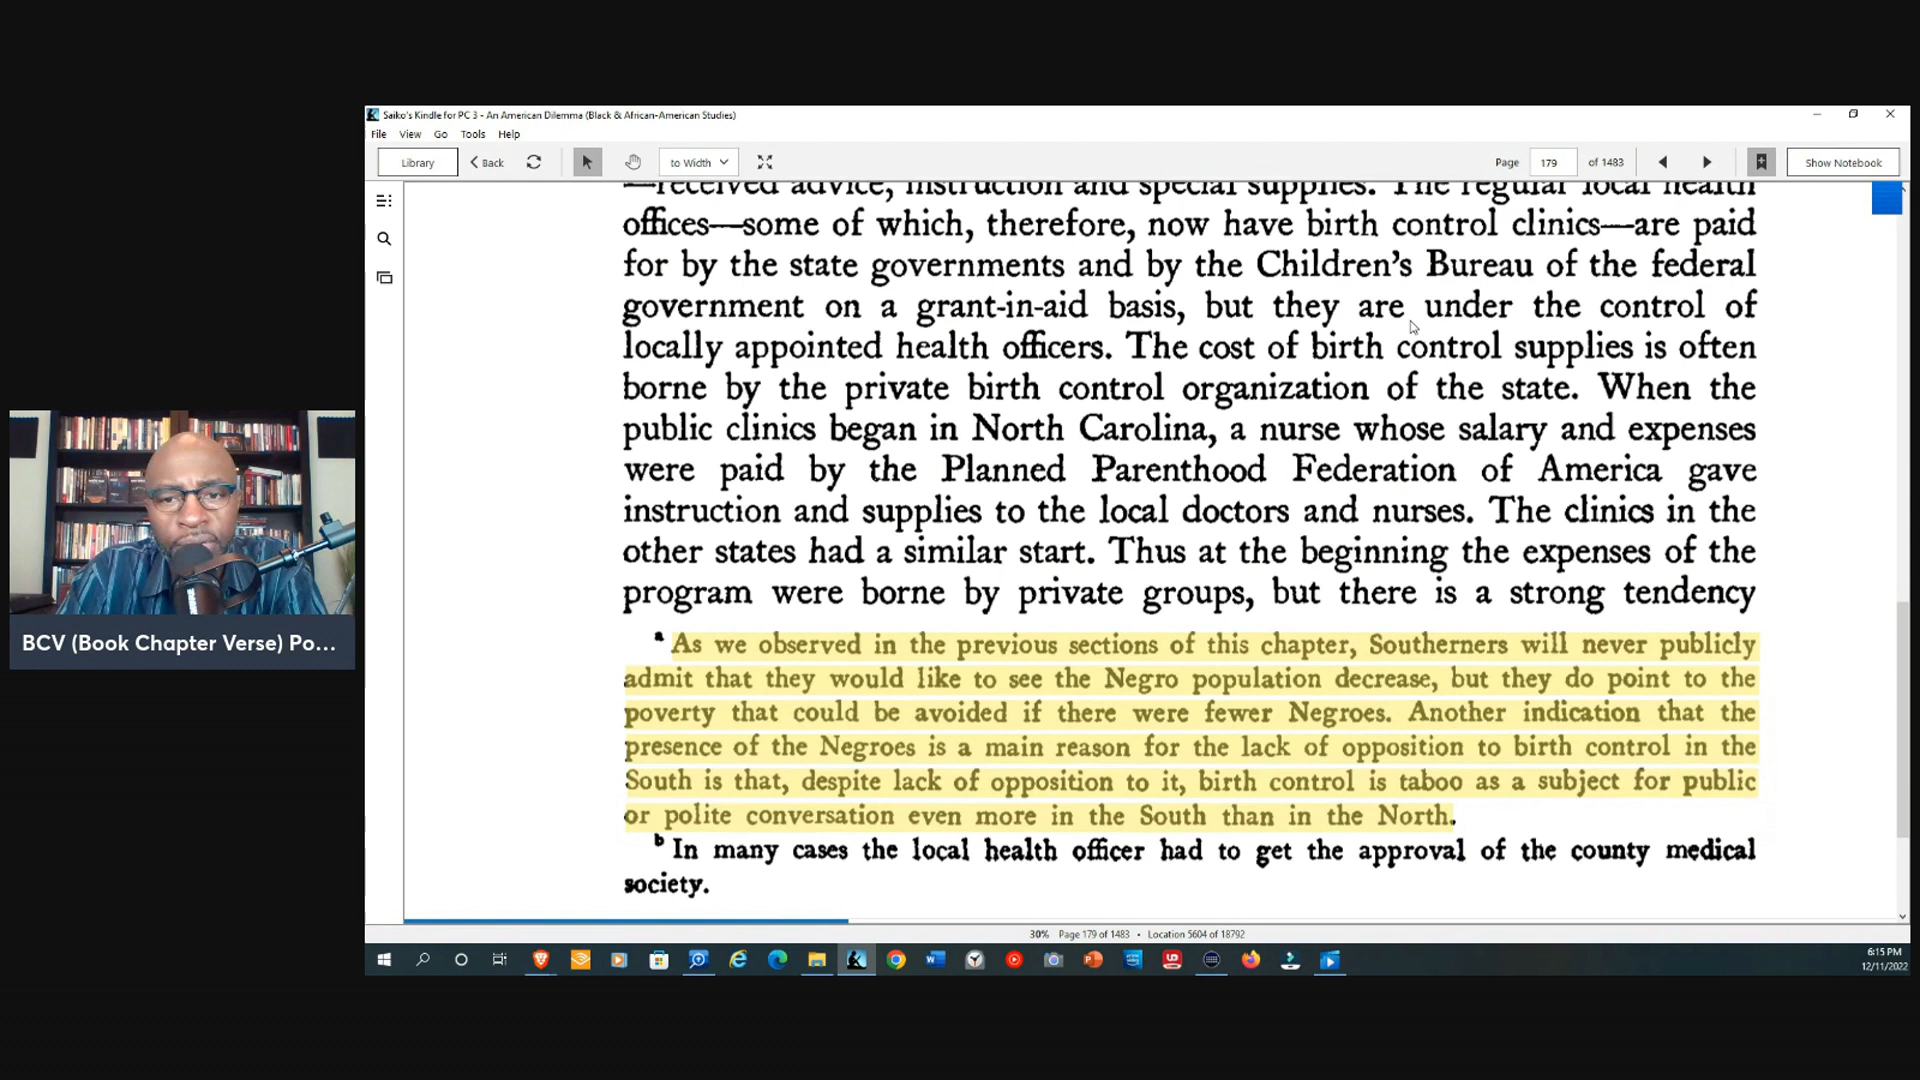 Saiko's Kindle for PC 3 - An American Dilemma (Black & African-American Studies)
File View Go Tools Help
Library Back to Width Page 179 of 1483 Show Notebook
—received advice, instruction and special supplies. The regular local health
offices—some of which, therefore, now have birth control clinics—are paid
for by the state governments and by the Children's Bureau of the federal
government on a grant-in-aid basis, but they are under the control of
locally appointed health officers. The cost of birth control supplies is often
borne by the private birth control organization of the state. When the
public clinics began in North Carolina, a nurse whose salary and expenses
were paid by the Planned Parenthood Federation of America gave
instruction and supplies to the local doctors and nurses. The clinics in the
other states had a similar start. Thus at the beginning the expenses of the
program were borne by private groups, but there is a strong tendency
a As we observed in the previous sections of this chapter, Southerners will never publicly
admit that they would like to see the Negro population decrease, but they do point to the
poverty that could be avoided if there were fewer Negroes. Another indication that the
presence of the Negroes is a main reason for the lack of opposition to birth control in the
South is that, despite lack of opposition to it, birth control is taboo as a subject for public
or polite conversation even more in the South than in the North.
b In many cases the local health officer had to get the approval of the county medical
society.
30% Page 179 of 1483 • Location 5604 of 18792
BCV (Book Chapter Verse) Po...
6:15 PM
12/11/2022